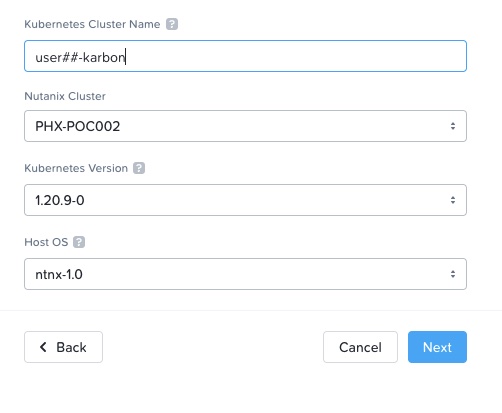 Kubernetes Cluster Name ?
user##-karbon
Nutanix Cluster
PHX-POC002
Kubernetes Version ?
1.20.9-0
Host OS ?
ntnx-1.0
Back Cancel Next